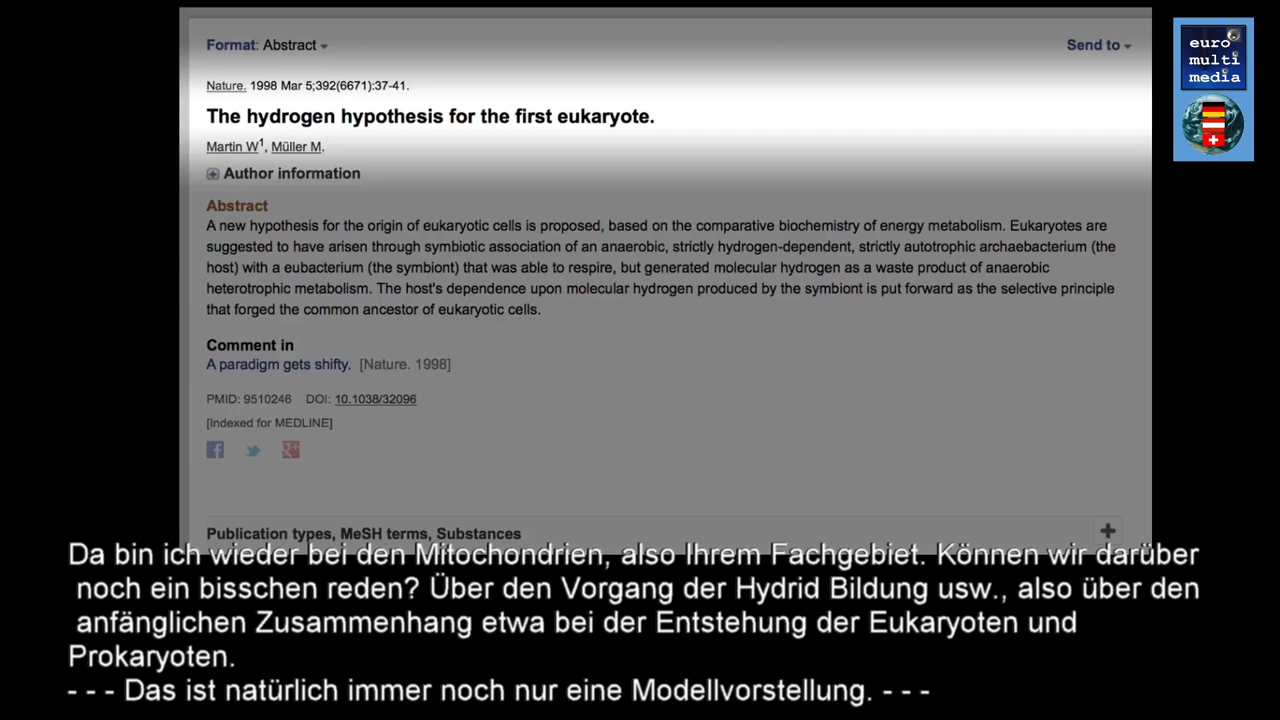 Format: Abstract
Send to
Nature. 1998 Mar 5;392(6671):37-41.
The hydrogen hypothesis for the first eukaryote.
Martin W1, Müller M.
Author information
Abstract
A new hypothesis for the origin of eukaryotic cells is proposed, based on the comparative biochemistry of energy metabolism. Eukaryotes are
suggested to have arisen through symbiotic association of an anaerobic, strictly hydrogen-dependent, strictly autotrophic archaebacterium (the
host) with a eubacterium (the symbiont) that was able to respire, but generated molecular hydrogen as a waste product of anaerobic
heterotrophic metabolism. The host's dependence upon molecular hydrogen produced by the symbiont is put forward as the selective principle
that forged the common ancestor of eukaryotic cells.
Comment in
A paradigm gets shifty. [Nature. 1998]
PMID: 9510246 DOI: 10.1038/32096
[Indexed for MEDLINE]
Publication types, MeSH terms, Substances
euro
multi
media
Da bin ich wieder bei den Mitochondrien, also Ihrem Fachgebiet. Können wir darüber
noch ein bisschen reden? Über den Vorgang der Hydrid Bildung usw., also über den
anfänglichen Zusammenhang etwa bei der Entstehung der Eukaryoten und
Prokaryoten.
- - - Das ist natürlich immer noch nur eine Modellvorstellung. - - -